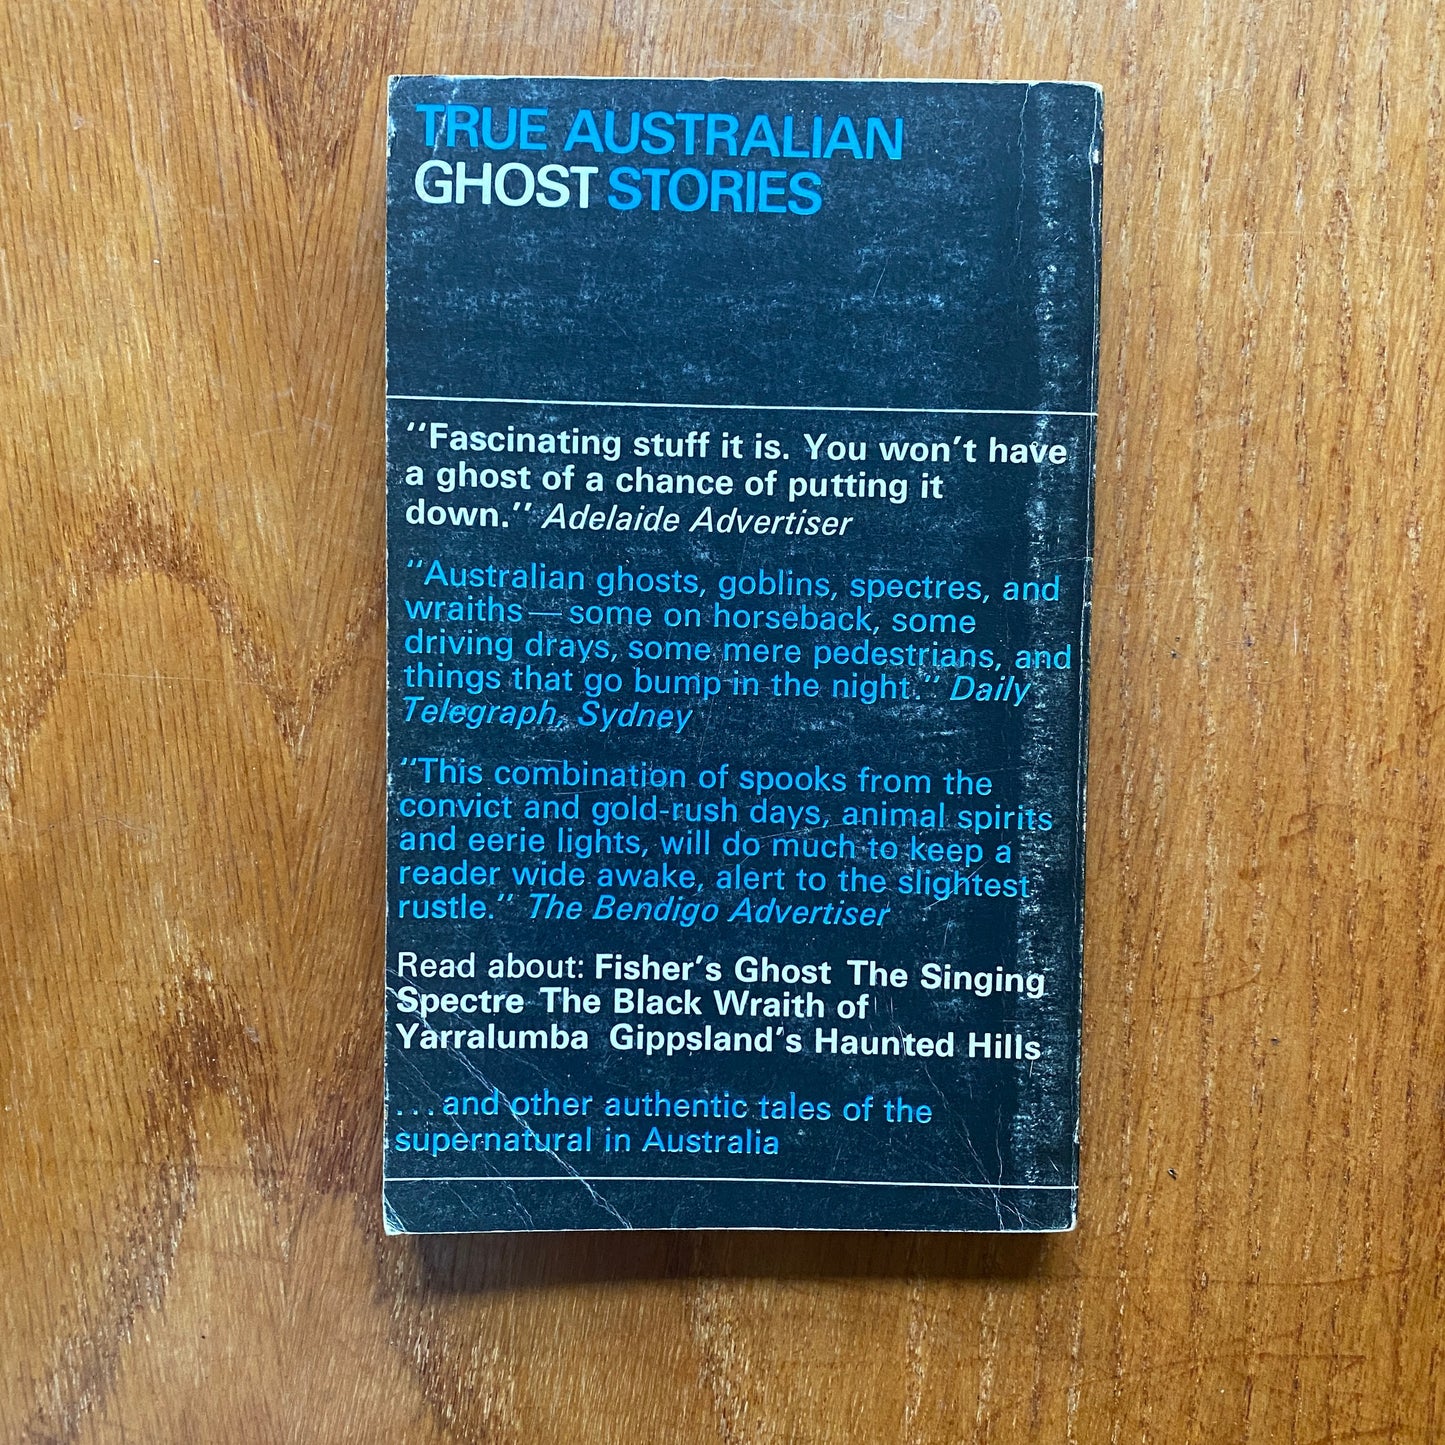 TRUE AUSTRALIAN
GHOST STORIES
"Fascinating stuff it is. You won't have
a ghost of a chance of putting it
down." Adelaide Advertiser
"Australian ghosts, goblins, spectres, and
wraiths—some on horseback, some
driving drays, some mere pedestrians, and
things that go bump in the night." Daily
Telegraph, Sydney
"This combination of spooks from the
convict and gold-rush days, animal spirits
and eerie lights, will do much to keep a
reader wide awake, alert to the slightest
rustle." The Bendigo Advertiser
Read about: Fisher's Ghost The Singing
Spectre The Black Wraith of
Yarralumba Gippsland's Haunted Hills
...and other authentic tales of the
supernatural in Australia